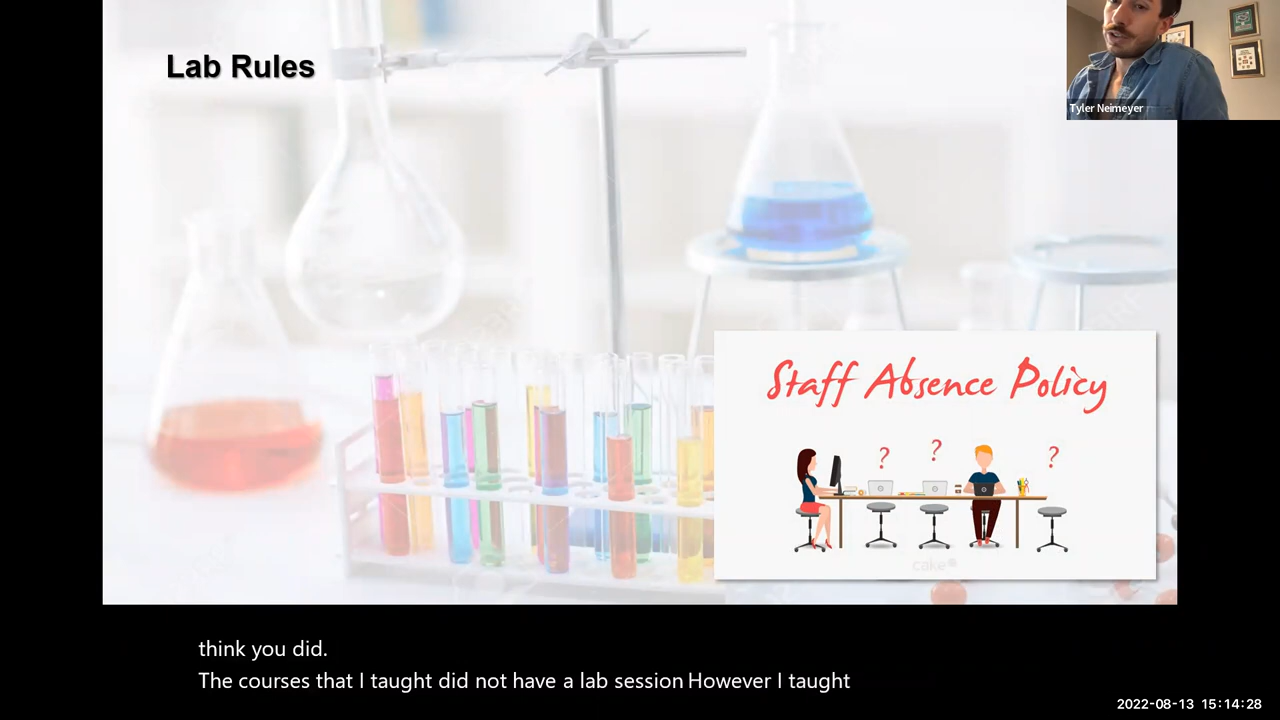 Lab Rules
Tyler Neimeyer
Staff Absence Policy
? ? ?
cake
think you did.
The courses that I taught did not have a lab session However I taught
2022-08-13 15:14:28